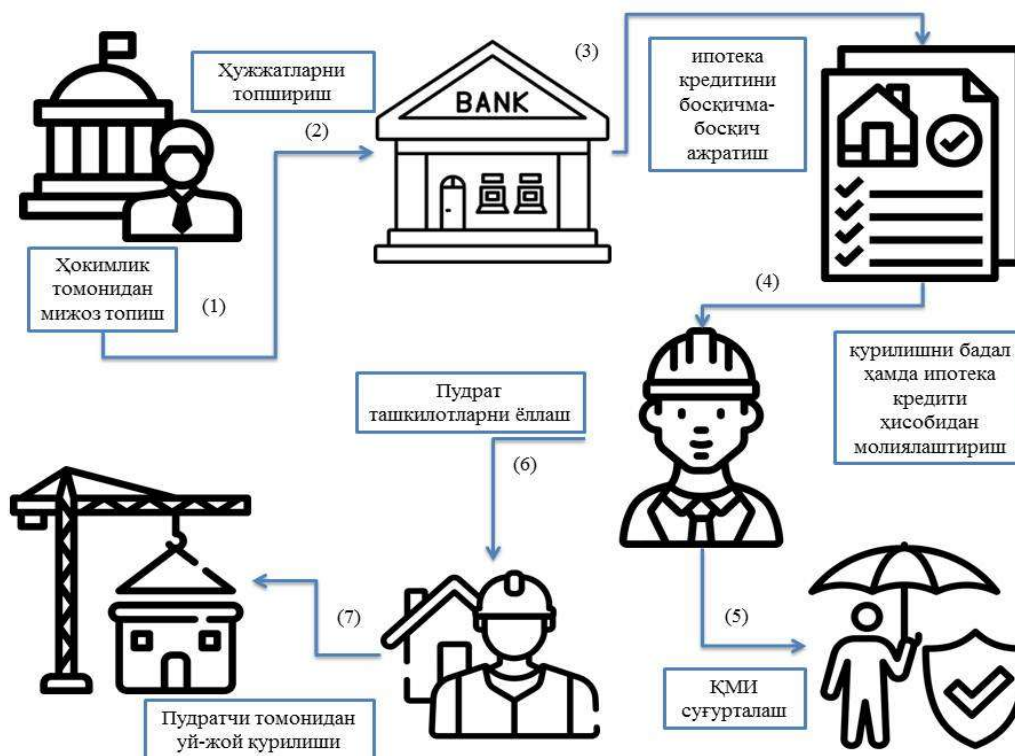 Ҳужжатларни
топшириш
(2)
BANK
(3)
ипотека
кредитини
босқичма-
босқич
ажратиш
Ҳокимлик
томонидан
мижоз топиш
(1)
(4)
қурилишни бадал
ҳамда ипотека
кредити
ҳисобидан
молиялаштириш
Пудрат
ташкилотларни ёллаш
(6)
(5)
ҚМИ
суғурталаш
(7)
Пудратчи томонидан
уй-жой қурилиши